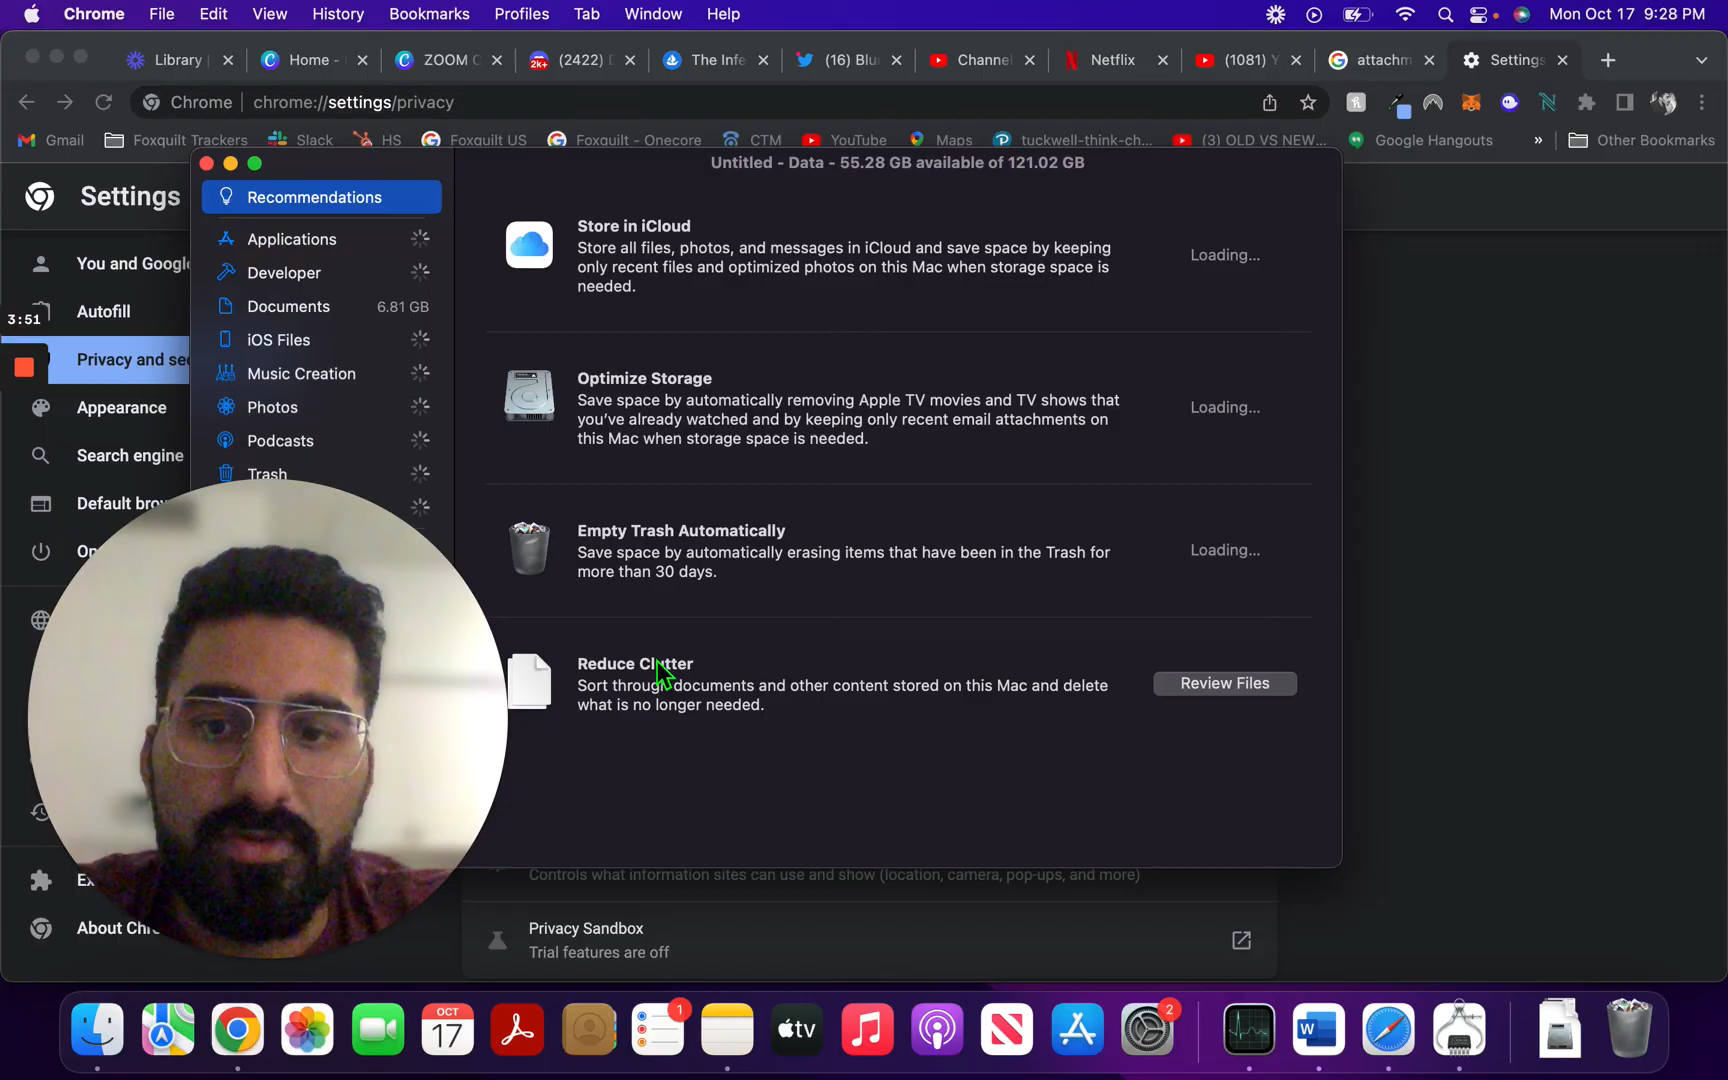 Chrome File Edit View History Bookmarks Profiles Tab Window Help Mon Oct 17 9:28 PM
Library Home - ZOOM C (2422) D The Infe (16) Blu Channel Netflix (1081) Y attachm Settings
Chrome chrome://settings/privacy
Gmail Foxquilt Trackers Slack HS Foxquilt US Foxquilt - Onecore CTM YouTube Maps tuckwell-think-ch... (3) OLD VS NEW... Google Hangouts » Other Bookmarks
Untitled - Data - 55.28 GB available of 121.02 GB
Settings
You and Google
Autofill
3:51
Privacy and sec
Appearance
Search engine
Default brow
Op
Ex
About Chr
Recommendations
Applications
Developer
Documents 6.81 GB
iOS Files
Music Creation
Photos
Podcasts
Trash
Store in iCloud
Store all files, photos, and messages in iCloud and save space by keeping
only recent files and optimized photos on this Mac when storage space is
needed.
Loading...
Optimize Storage
Save space by automatically removing Apple TV movies and TV shows that
you've already watched and by keeping only recent email attachments on
this Mac when storage space is needed.
Loading...
Empty Trash Automatically
Save space by automatically erasing items that have been in the Trash for
more than 30 days.
Loading...
Reduce Clutter
Sort through documents and other content stored on this Mac and delete
what is no longer needed.
Review Files
Controls what information sites can use and show (location, camera, pop-ups, and more)
Privacy Sandbox
Trial features are off
OCT
17
1
tv
2
W